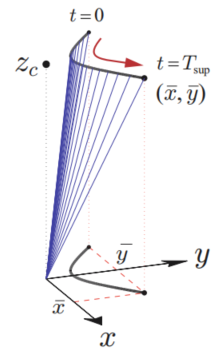 t=0
z_c
t=T_sup
(x̅, y̅)
y̅
y
x̅
x